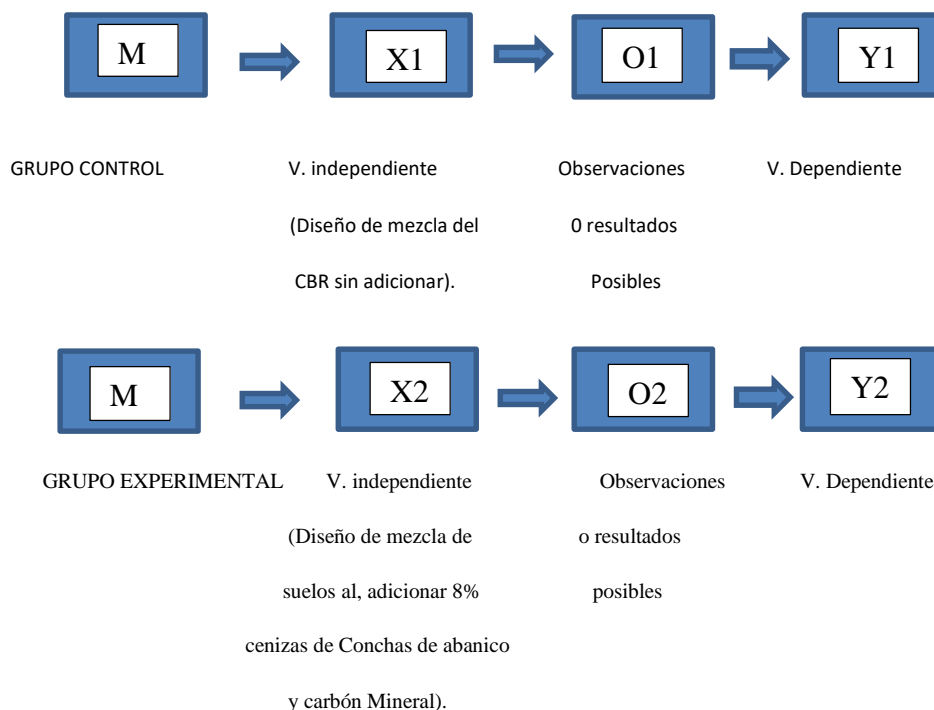 M X1 O1 Y1
GRUPO CONTROL V. independiente Observaciones V. Dependiente
(Diseño de mezcla del 0 resultados
CBR sin adicionar). Posibles
M X2 O2 Y2
GRUPO EXPERIMENTAL V. independiente Observaciones V. Dependiente
(Diseño de mezcla de o resultados
suelos al, adicionar 8% posibles
cenizas de Conchas de abanico
y carbón Mineral).